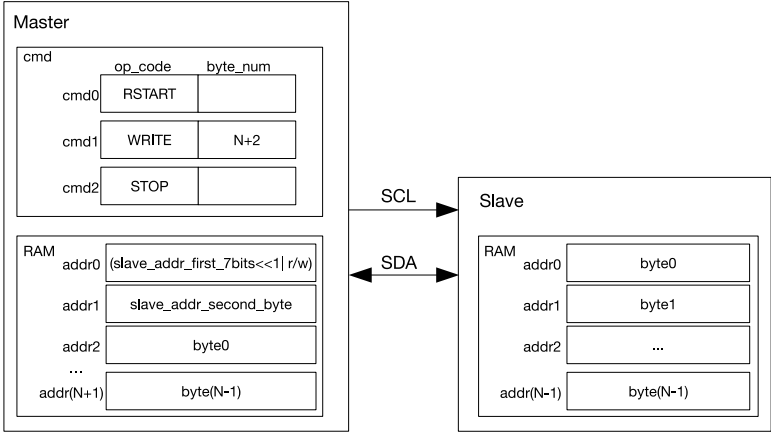 Master
cmd
op_code byte_num
cmd0 RSTART
cmd1 WRITE N+2
cmd2 STOP
RAM
addr0 (slave_addr_first_7bits<<1| r/w)
addr1 slave_addr_second_byte
addr2 byte0
...
addr(N+1) byte(N-1)
SCL
SDA
Slave
RAM
addr0 byte0
addr1 byte1
addr2 ...
addr(N-1) byte(N-1)